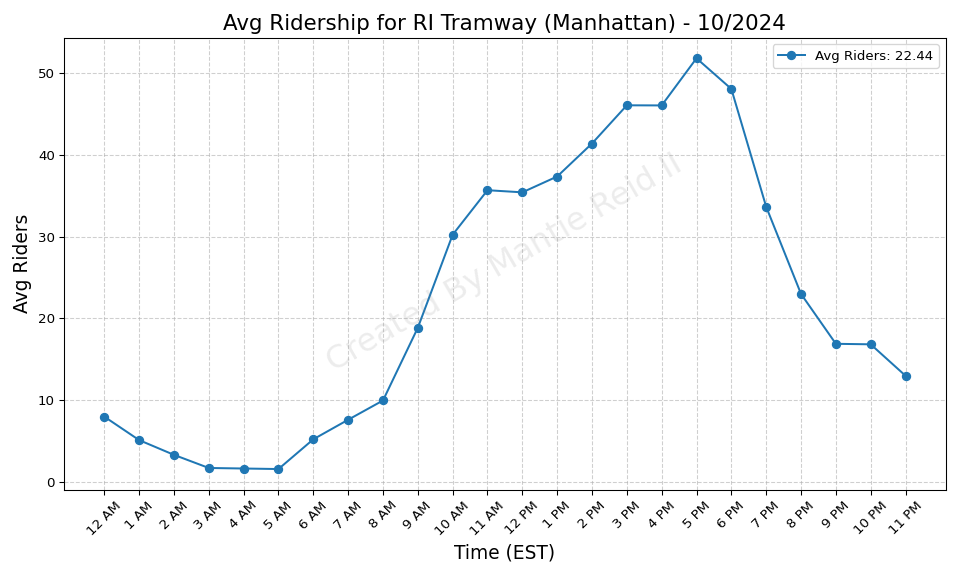 Avg Ridership for RI Tramway (Manhattan) - 10/2024
Avg Riders: 22.44
Avg Riders
50
40
30
20
10
0
Created By Mantie Reid II
12 AM
1 AM
2 AM
3 AM
4 AM
5 AM
6 AM
7 AM
8 AM
9 AM
10 AM
11 AM
12 PM
1 PM
2 PM
3 PM
4 PM
5 PM
6 PM
7 PM
8 PM
9 PM
10 PM
11 PM
Time (EST)